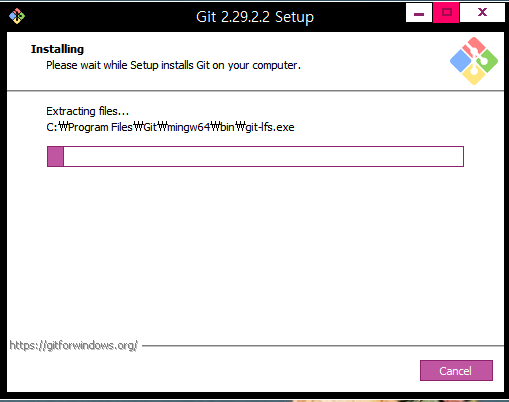 Git 2.29.2.2 Setup
Installing
Please wait while Setup installs Git on your computer.
Extracting files...
C:₩Program Files₩Git₩mingw64₩bin₩git-lfs.exe
https://gitforwindows.org/
Cancel